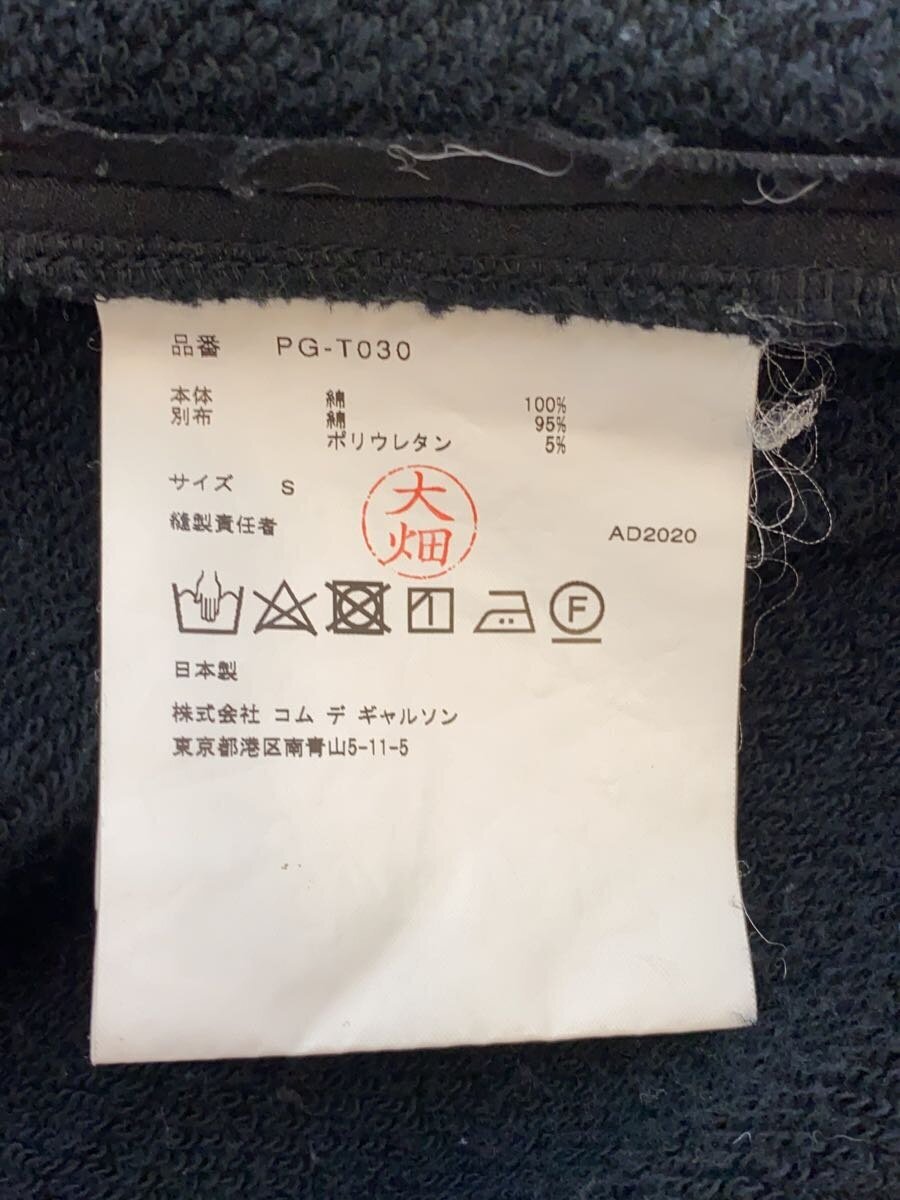 品番 PG-T030
本体 綿 100%
別布 綿 95%
ポリウレタン 5%
サイズ S
縫製責任者 大畑 AD2020
F
日本製
株式会社 コム デ ギャルソン
東京都港区南青山5-11-5